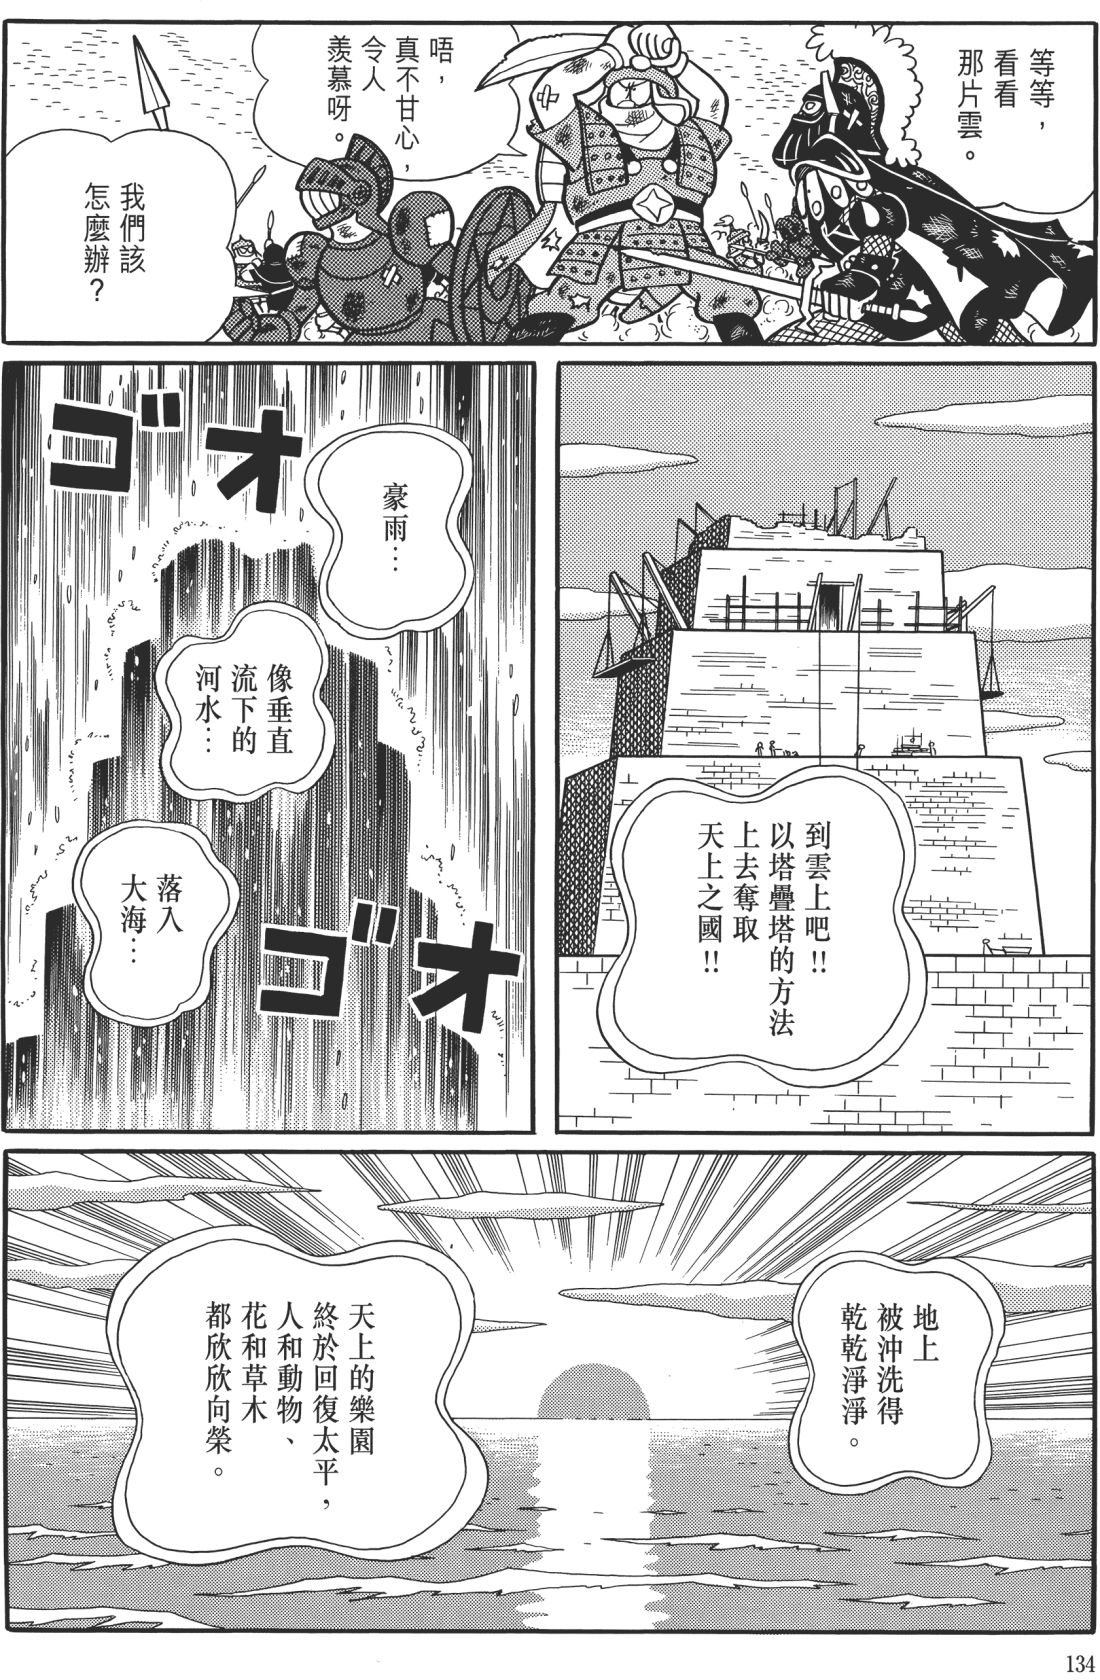 等等，
看看
那片雲。
唔，
真不甘心，
令人
羨慕呀。
我們該
怎麼辦？
到雲上吧!!
以塔疊塔的方法
上去奪取
天上之國!!
豪雨…
像垂直
流下的
河水…
落入
大海…
ゴオ
ゴオ
地上
被沖洗得
乾乾淨淨。
天上的樂園
終於回復太平，
人和動物、
花和草木
都欣欣向榮。
134